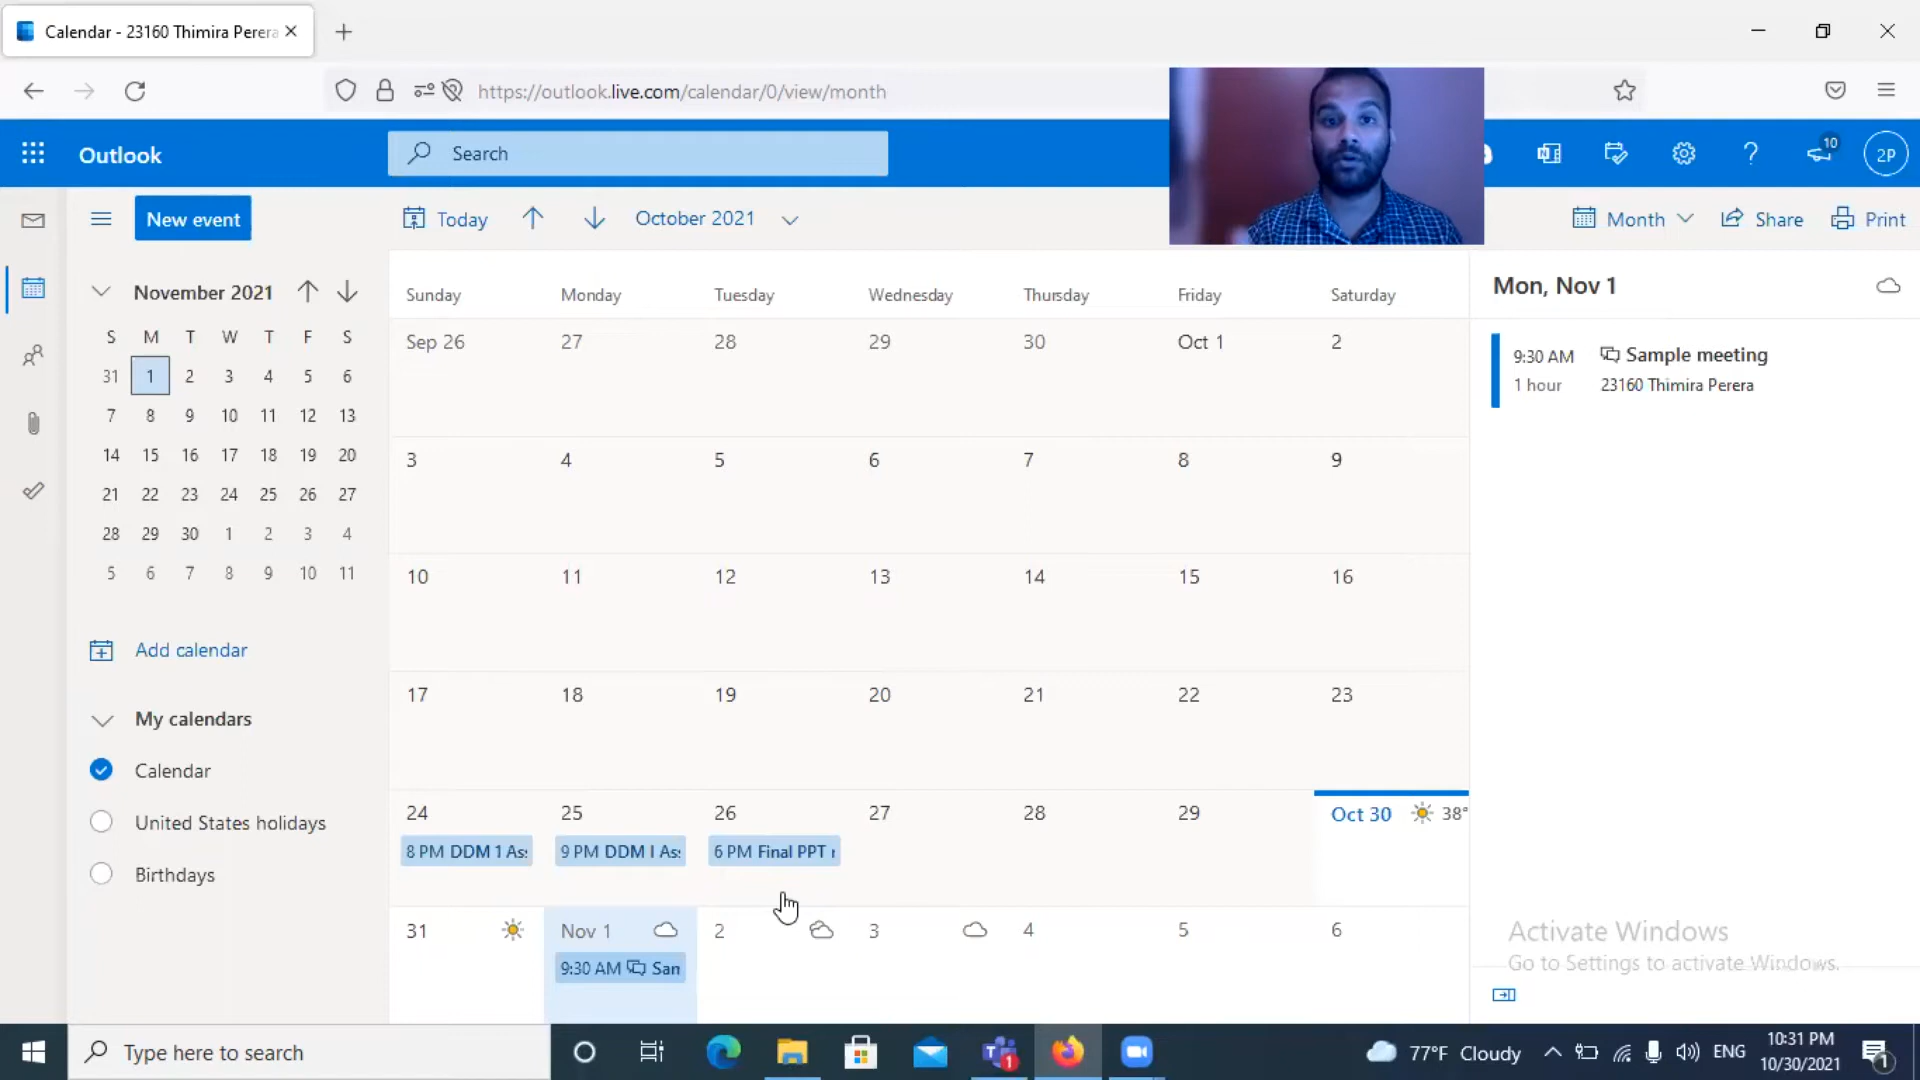 Calendar - 23160 Thimira Perera
https://outlook.live.com/calendar/0/view/month
Outlook
Search
10
2P
New event
Today
October 2021
Month
Share
Print
November 2021
S M T W T F S
31 1 2 3 4 5 6
7 8 9 10 11 12 13
14 15 16 17 18 19 20
21 22 23 24 25 26 27
28 29 30 1 2 3 4
5 6 7 8 9 10 11
Add calendar
My calendars
Calendar
United States holidays
Birthdays
Sunday Monday Tuesday Wednesday Thursday Friday Saturday
Sep 26 27 28 29 30 Oct 1 2
3 4 5 6 7 8 9
10 11 12 13 14 15 16
17 18 19 20 21 22 23
24 25 26 27 28 29 Oct 30 38°
8 PM DDM 1 As: 9 PM DDM I As: 6 PM Final PPT
31 Nov 1 2 3 4 5 6
9:30 AM San
Mon, Nov 1
9:30 AM Sample meeting
1 hour 23160 Thimira Perera
Activate Windows
Go to Settings to activate Windows.
Type here to search
1
77°F Cloudy
ENG
10:31 PM
10/30/2021
1